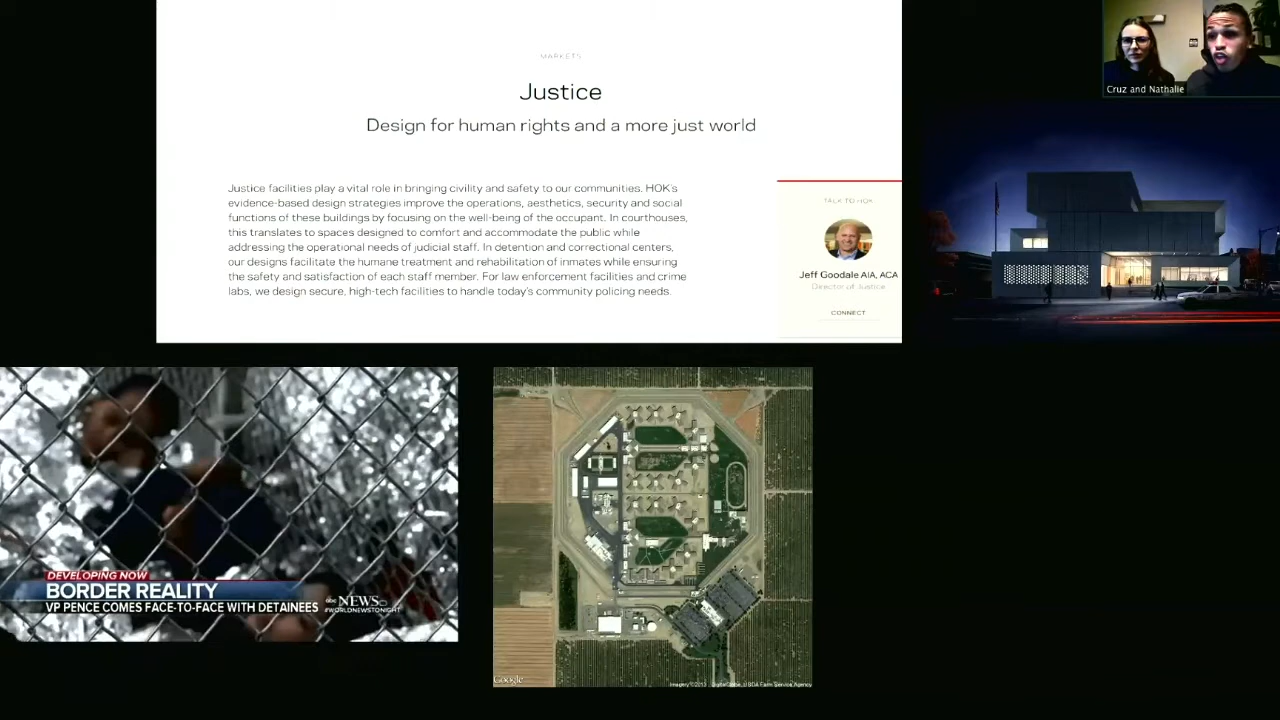 MARKETS
Justice
Design for human rights and a more just world
Justice facilities play a vital role in bringing civility and safety to our communities. HOK's
evidence-based design strategies improve the operations, aesthetics, security and social
functions of these buildings by focusing on the well-being of the occupant. In courthouses,
this translates to spaces designed to comfort and accommodate the public while
addressing the operational needs of judicial staff. In detention and correctional centers,
our designs facilitate the humane treatment and rehabilitation of inmates while ensuring
the safety and satisfaction of each staff member. For law enforcement facilities and crime
labs, we design secure, high-tech facilities to handle today's community policing needs.
TALK TO HOK
Jeff Goodale AIA, ACA
Director of Justice
CONNECT
Cruz and Nathalie
DEVELOPING NOW
BORDER REALITY
VP PENCE COMES FACE-TO-FACE WITH DETAINEES
abc NEWS
#WORLDNEWSTONIGHT
Google